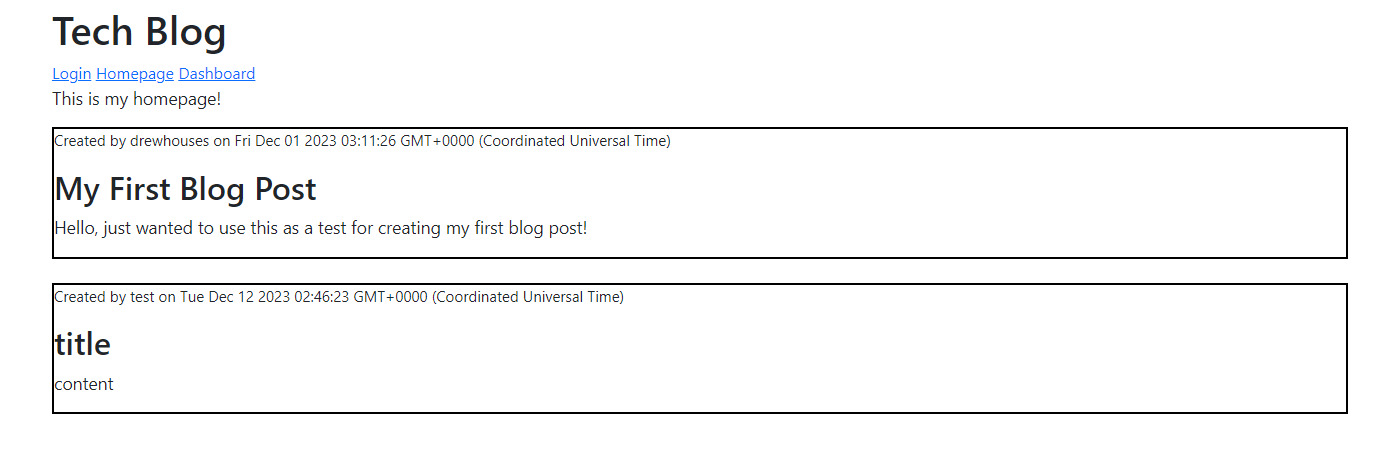 Tech Blog
Login Homepage Dashboard
This is my homepage!
Created by drewhouses on Fri Dec 01 2023 03:11:26 GMT+0000 (Coordinated Universal Time)
My First Blog Post
Hello, just wanted to use this as a test for creating my first blog post!
Created by test on Tue Dec 12 2023 02:46:23 GMT+0000 (Coordinated Universal Time)
title
content